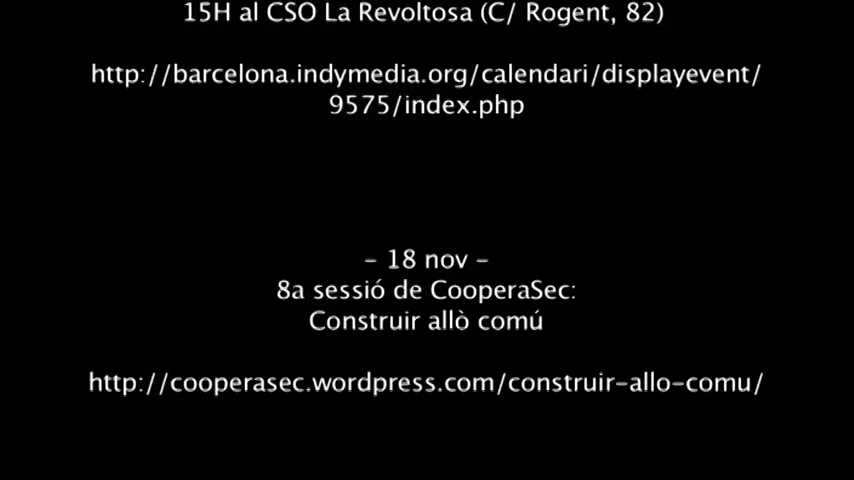 15H al CSO La Revoltosa (C/ Rogent, 82)
http://barcelona.indymedia.org/calendari/displayevent/
9575/index.php
- 18 nov -
8a sessió de CooperaSec:
Construir allò comú
http://cooperasec.wordpress.com/construir-allo-comu/